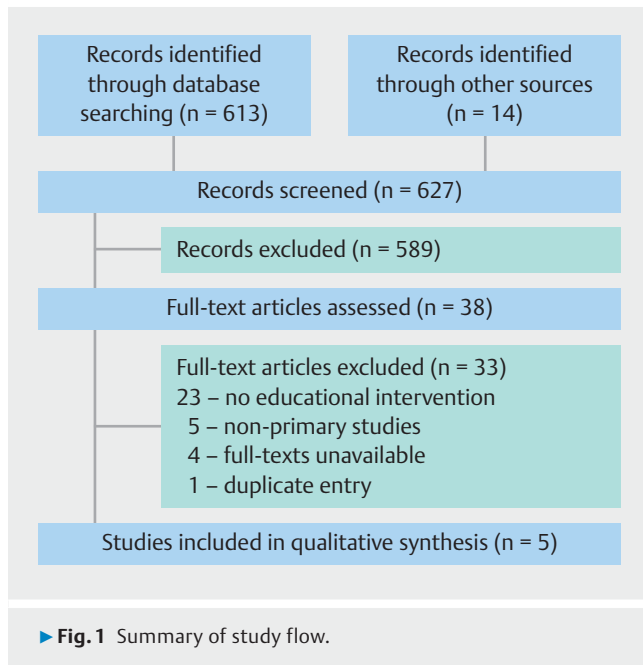 Records identified
through database
searching (n = 613)
Records identified
through other sources
(n = 14)
Records screened (n = 627)
Records excluded (n = 589)
Full-text articles assessed (n = 38)
Full-text articles excluded (n = 33)
23 – no educational intervention
5 – non-primary studies
4 – full-texts unavailable
1 – duplicate entry
Studies included in qualitative synthesis (n = 5)
▶ Fig. 1 Summary of study flow.